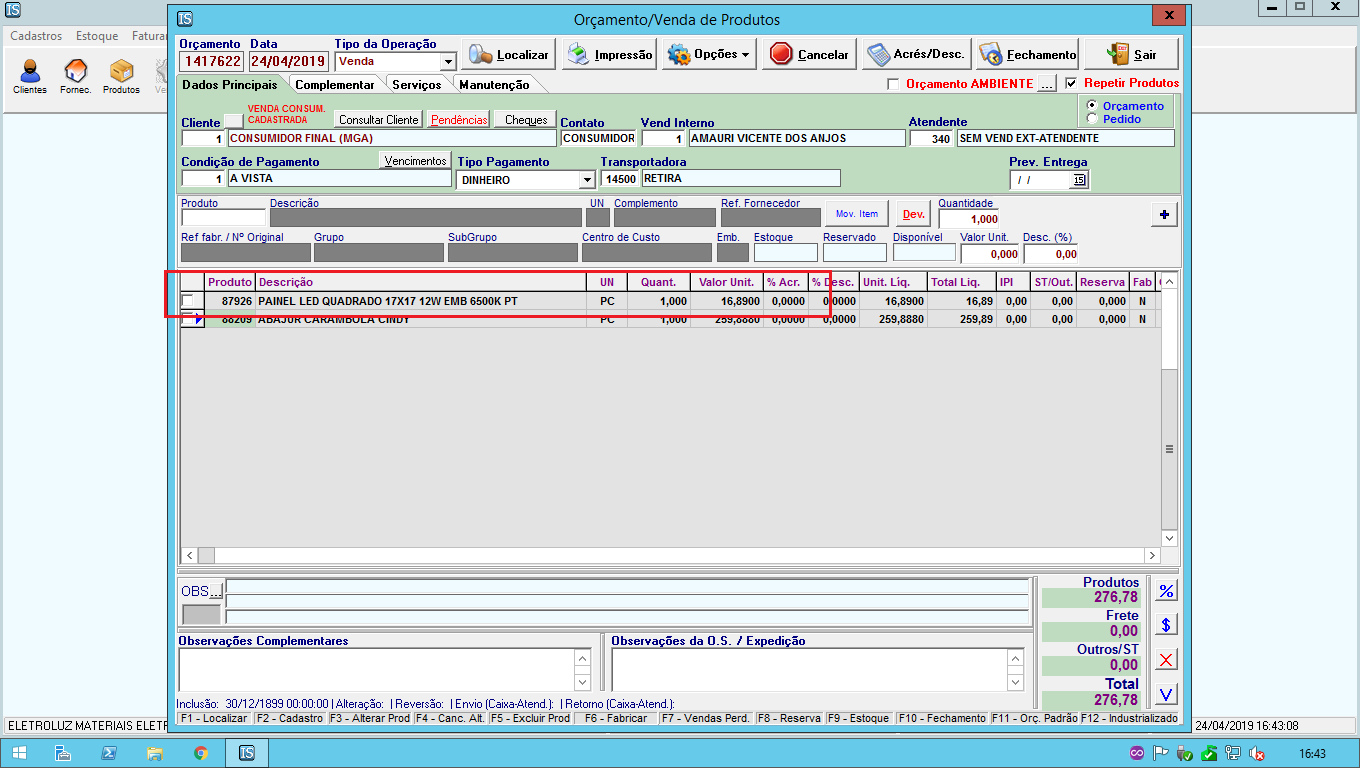 IS
Cadastros Estoque Fatura
Clientes Fornec. Produtos
IS Orçamento/Venda de Produtos x
Orçamento Data Tipo da Operação
1417622 24/04/2019 Venda
Localizar Impressão Opções Cancelar Acrés/Desc. Fechamento Sair
Dados Principais Complementar Serviços Manutenção
Orçamento AMBIENTE ... Repetir Produtos
VENDA CONSUM.
CADASTRADA
Cliente Consultar Cliente Pendências Cheques Contato Vend Interno Atendente
Orçamento
Pedido
1 CONSUMIDOR FINAL (MGA) CONSUMIDOR 1 AMAURI VICENTE DOS ANJOS 340 SEM VEND EXT-ATENDENTE
Condição de Pagamento Vencimentos Tipo Pagamento Transportadora Prev. Entrega
1 A VISTA DINHEIRO 14500 RETIRA / / 15
Produto Descrição UN Complemento Ref. Fornecedor Mov. Item Dev. Quantidade
1,000 +
Ref fabr. / Nº Original Grupo SubGrupo Centro de Custo Emb. Estoque Reservado Disponível Valor Unit. Desc. (%)
0,000 0,00
Produto Descrição UN Quant. Valor Unit. % Acr. % Desc. Unit. Líq. Total Liq. IPI ST/Out. Reserva Fab
87926 PAINEL LED QUADRADO 17X17 12W EMB 6500K PT PC 1,000 16,8900 0,0000 0,0000 16,8900 16,89 0,00 0,00 0,000 N
88209 ABAJUR CARAMBOLA CINDY PC 1,000 259,8880 0,0000 0,0000 259,8880 259,89 0,00 0,00 0,000 N
OBS...
Produtos
276,78 %
Frete
0,00 $
Outros/ST
0,00
Total
276,78
Observações Complementares Observações da O.S. / Expedição
Inclusão: 30/12/1899 00:00:00 | Alteração: | Reversão: | Envio (Caixa-Atend.): | Retorno (Caixa-Atend.):
F1 - Localizar F2 - Cadastro F3 - Alterar Prod F4 - Canc. Alt. F5 - Excluir Prod F6 - Fabricar F7 - Vendas Perd. F8 - Reserva F9 - Estoque F10 - Fechamento F11 - Orç. Padrão F12 - Industrializado
ELETROLUZ MATERIAIS ELETR 24/04/2019 16:43:08
IS 16:43